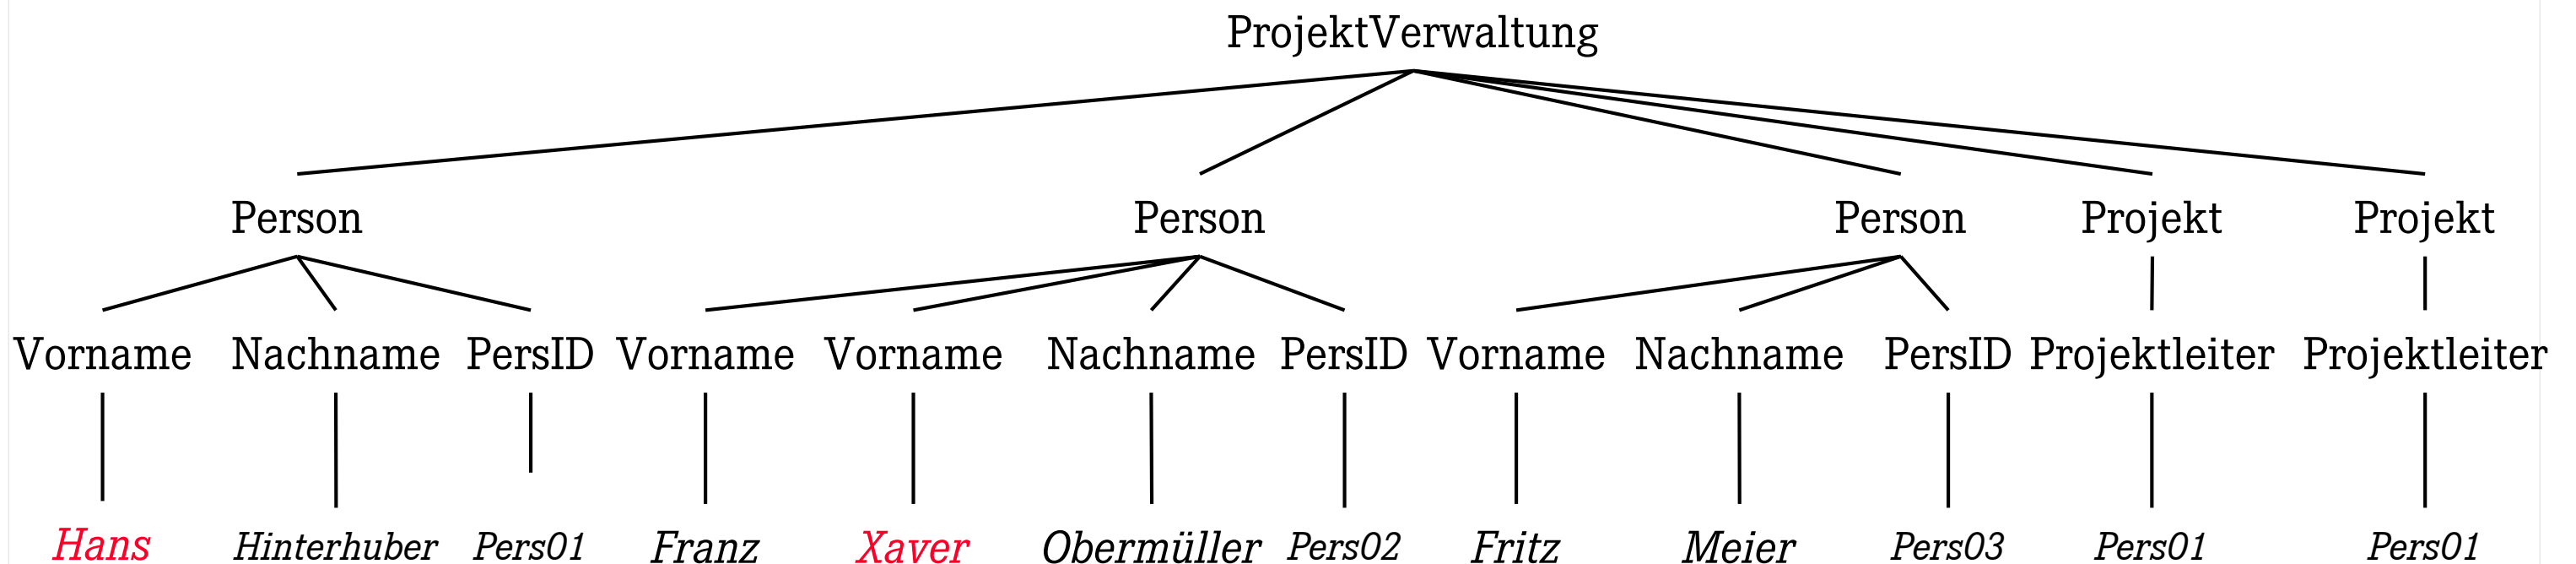 ProjektVerwaltung
Person Person Person Projekt Projekt
Vorname Nachname PersID Vorname Vorname Nachname PersID Vorname Nachname PersID Projektleiter Projektleiter
Hans Hinterhuber Pers01 Franz Xaver Obermüller Pers02 Fritz Meier Pers03 Pers01 Pers01